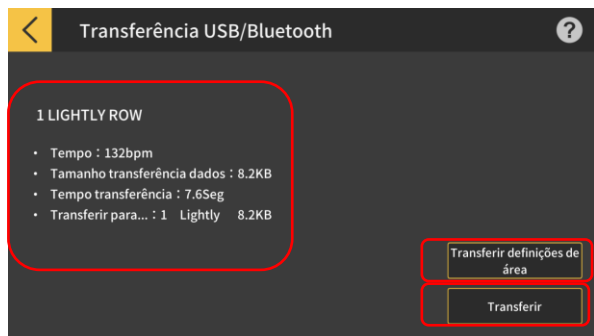 Transferência USB/Bluetooth
?
1 LIGHTLY ROW
• Tempo：132bpm
• Tamanho transferência dados：8.2KB
• Tempo transferência：7.6Seg
• Transferir para...：1 Lightly 8.2KB
Transferir definições de
área
Transferir